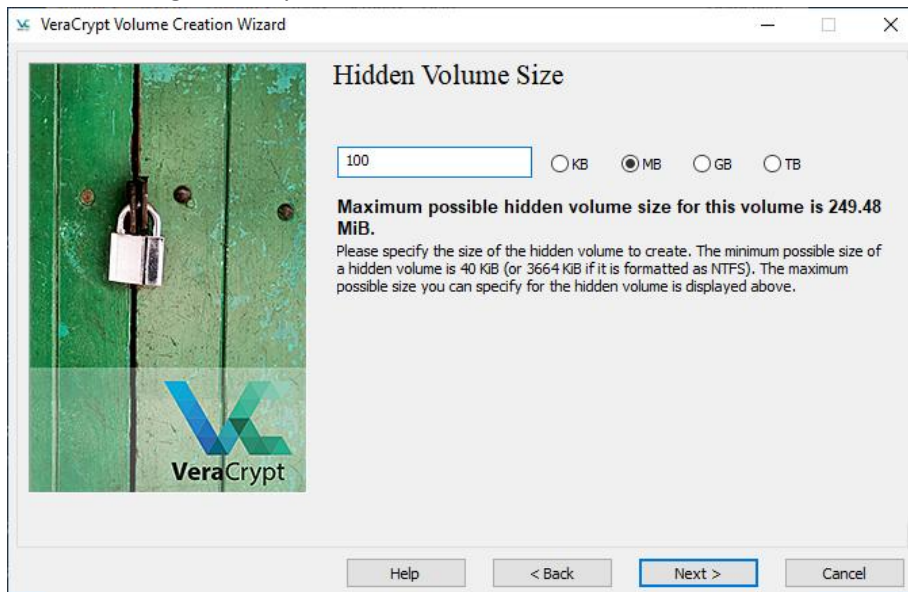 VeraCrypt Volume Creation Wizard
Hidden Volume Size
100
KB MB GB TB
Maximum possible hidden volume size for this volume is 249.48
MiB.
Please specify the size of the hidden volume to create. The minimum possible size of
a hidden volume is 40 KiB (or 3664 KiB if it is formatted as NTFS). The maximum
possible size you can specify for the hidden volume is displayed above.
VeraCrypt
Help < Back Next > Cancel